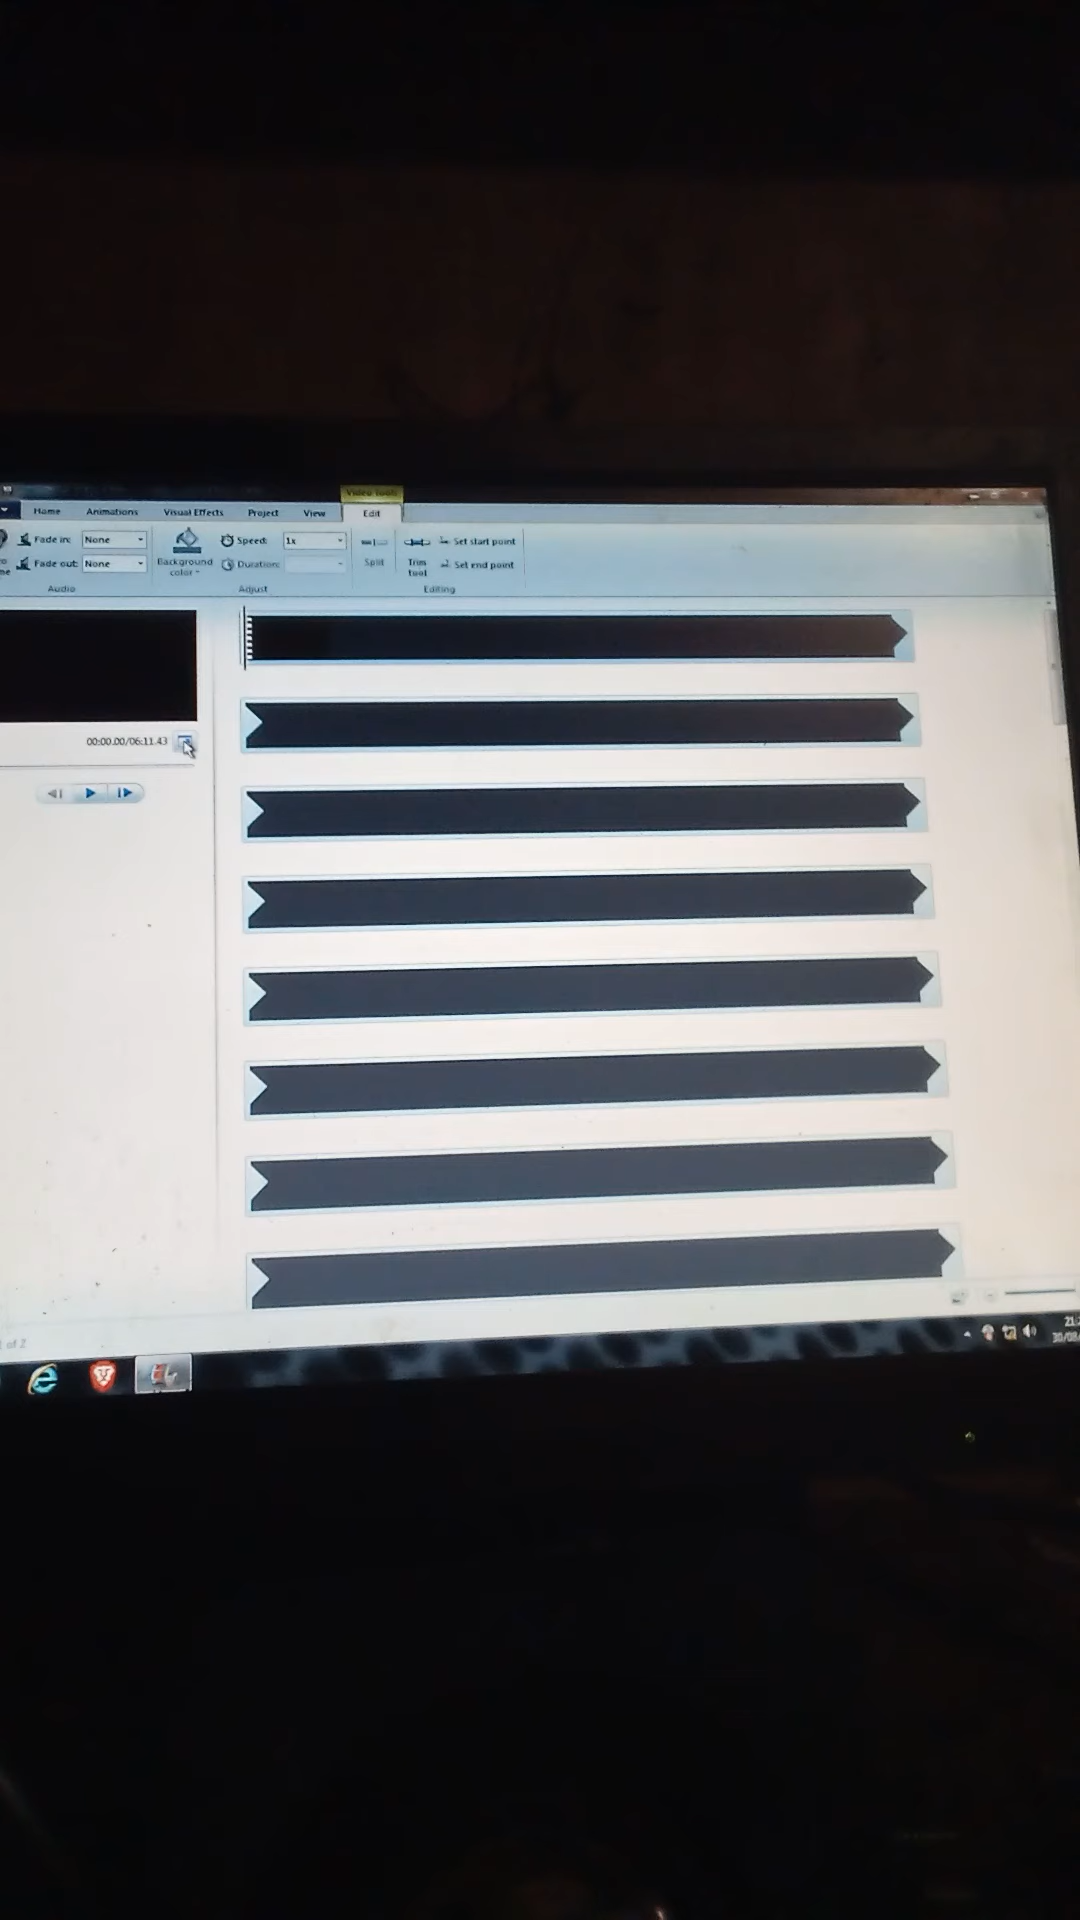 Video Tools
Home Animations Visual Effects Project View Edit
Fade in: None Speed: 1x Set start point
Fade out: None Background color Duration: Split Trim tool Set end point
Audio Adjust Editing
00:00.00/06:11.43
of 2